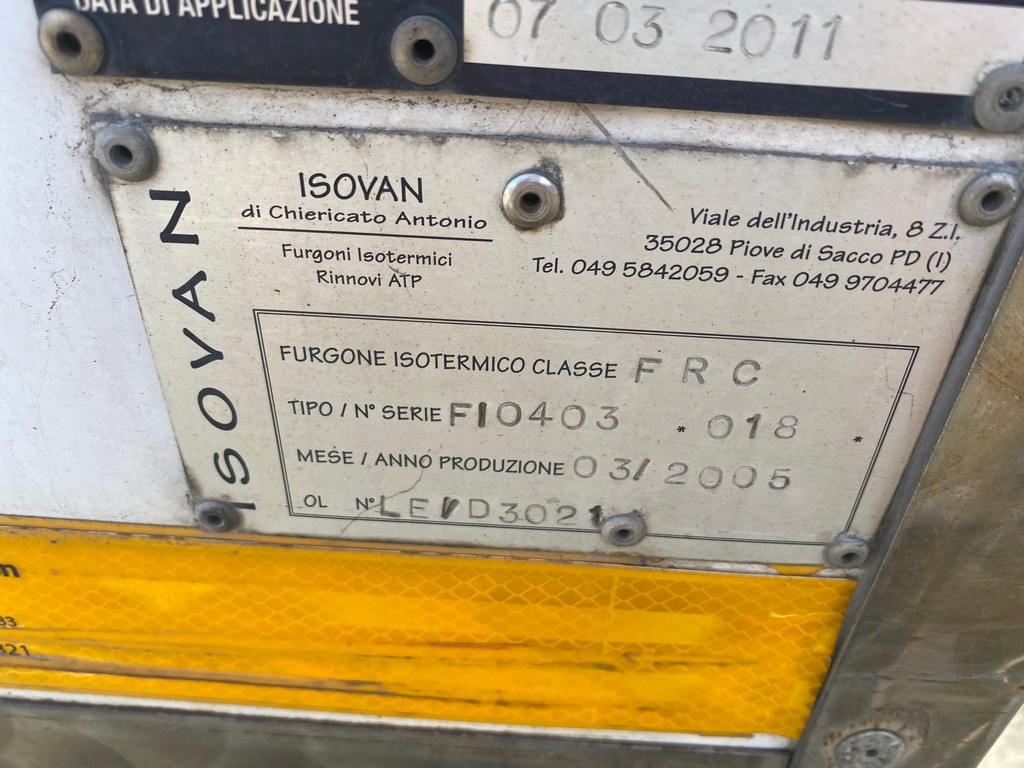 DATA DI APPLICAZIONE
07 03 2011
ISOVAN
ISOVAN
di Chiericato Antonio
Furgoni Isotermici
Rinnovi ATP
Viale dell'Industria, 8 Z.I.
35028 Piove di Sacco PD (I)
Tel. 049 5842059 - Fax 049 9704477
FURGONE ISOTERMICO CLASSE F R C
TIPO / N° SERIE FI0403 * 018 *
MESE / ANNO PRODUZIONE 03/2005
OL N°